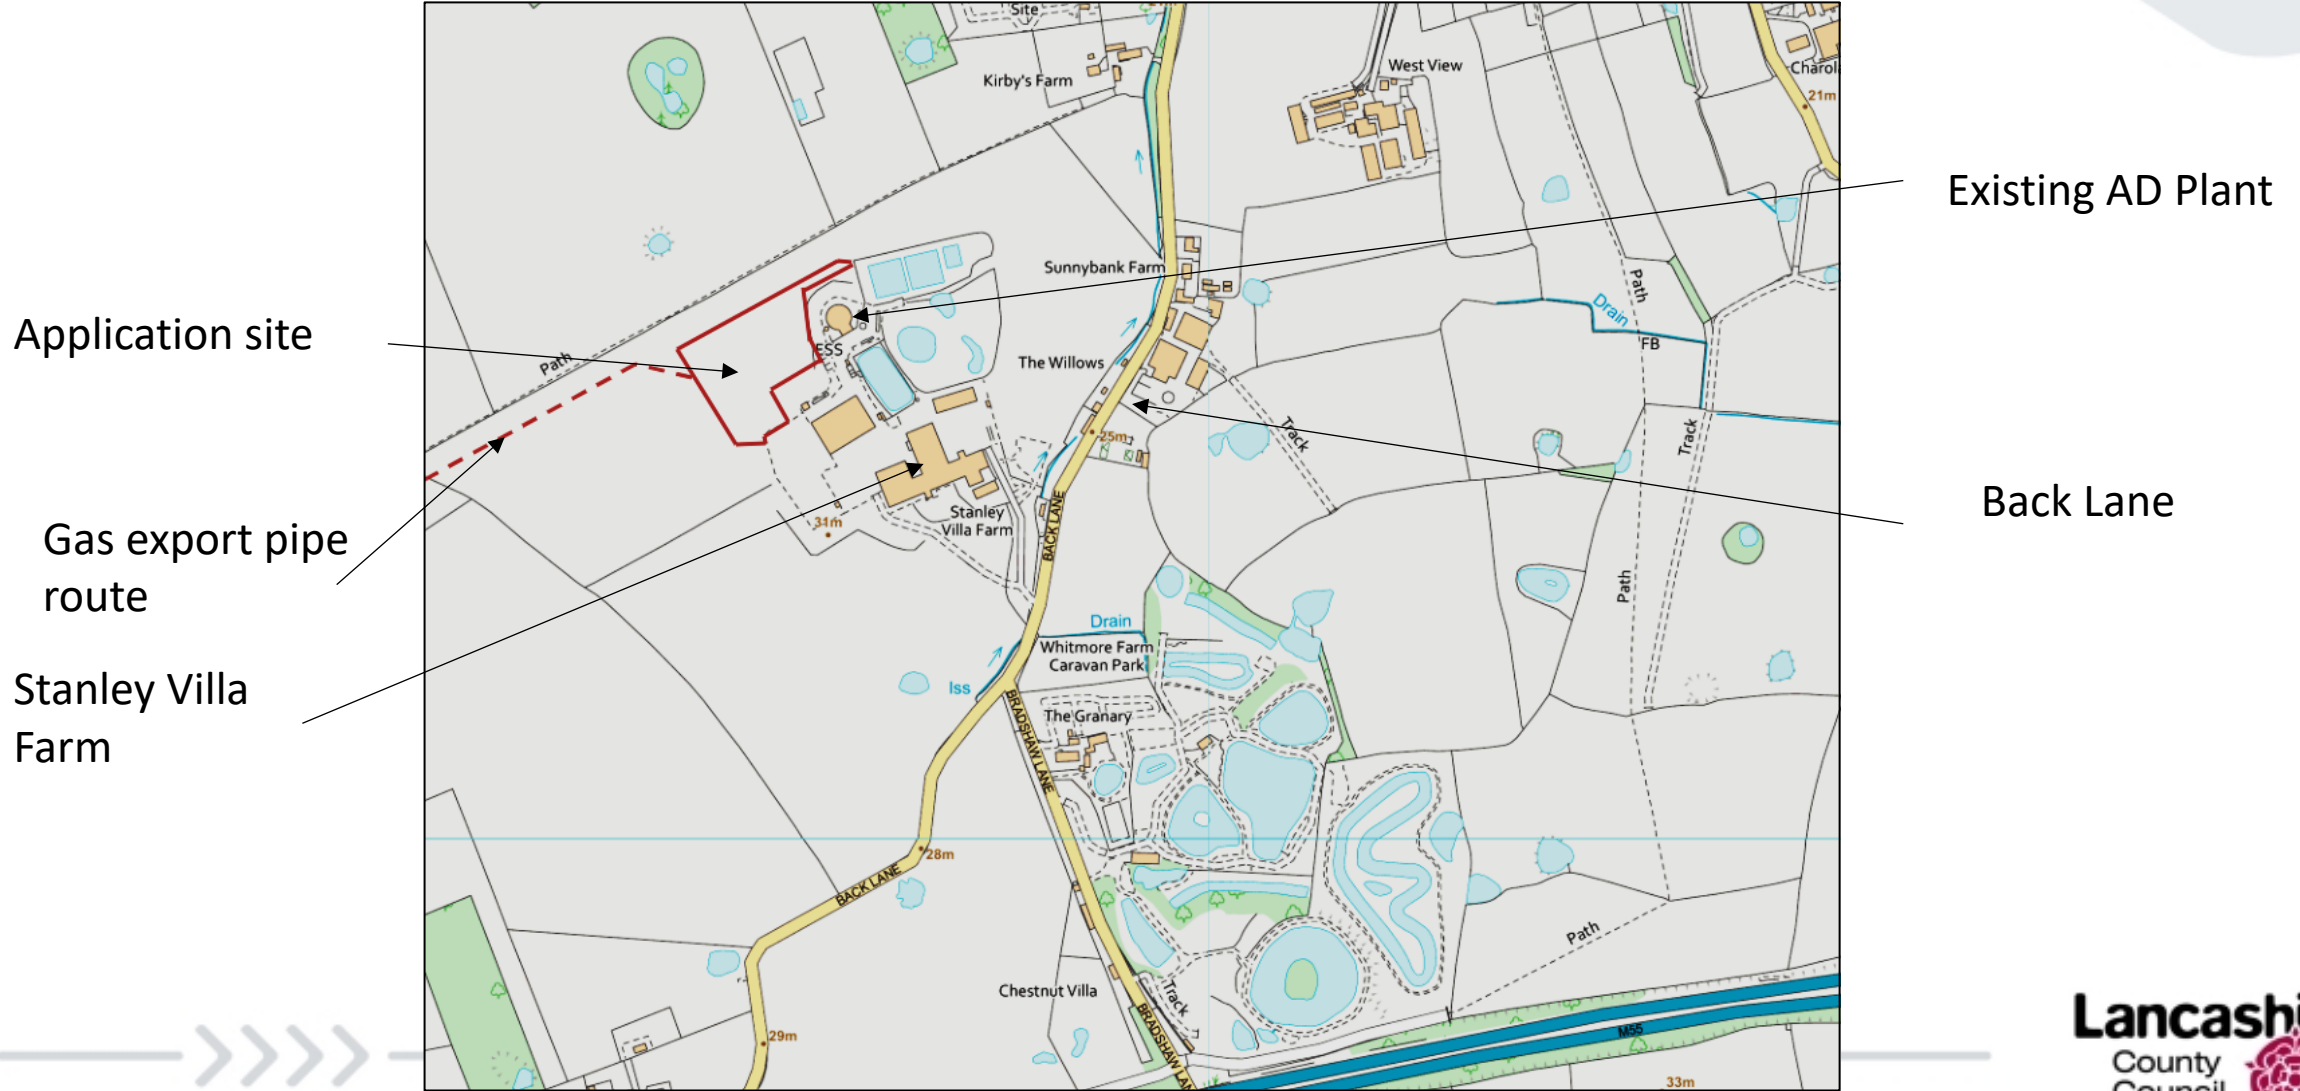 Site
Kirby's Farm
West View
Charol
21m
Existing AD Plant
Sunnybank Farm
Path
Application site
Drain
FB
ESS
Path
The Willows
Track
25m
Track
Back Lane
Gas export pipe
route
Stanley
Villa Farm
31m
BACK LANE
Path
Drain
Whitmore Farm
Caravan Park
Iss
Stanley Villa
Farm
BRADSHAW LANE
The Granary
28m
BACK LANE
Path
Chestnut Villa
Track
BRADSHAW LAN
M55
29m
33m
Lancashi
County
Council